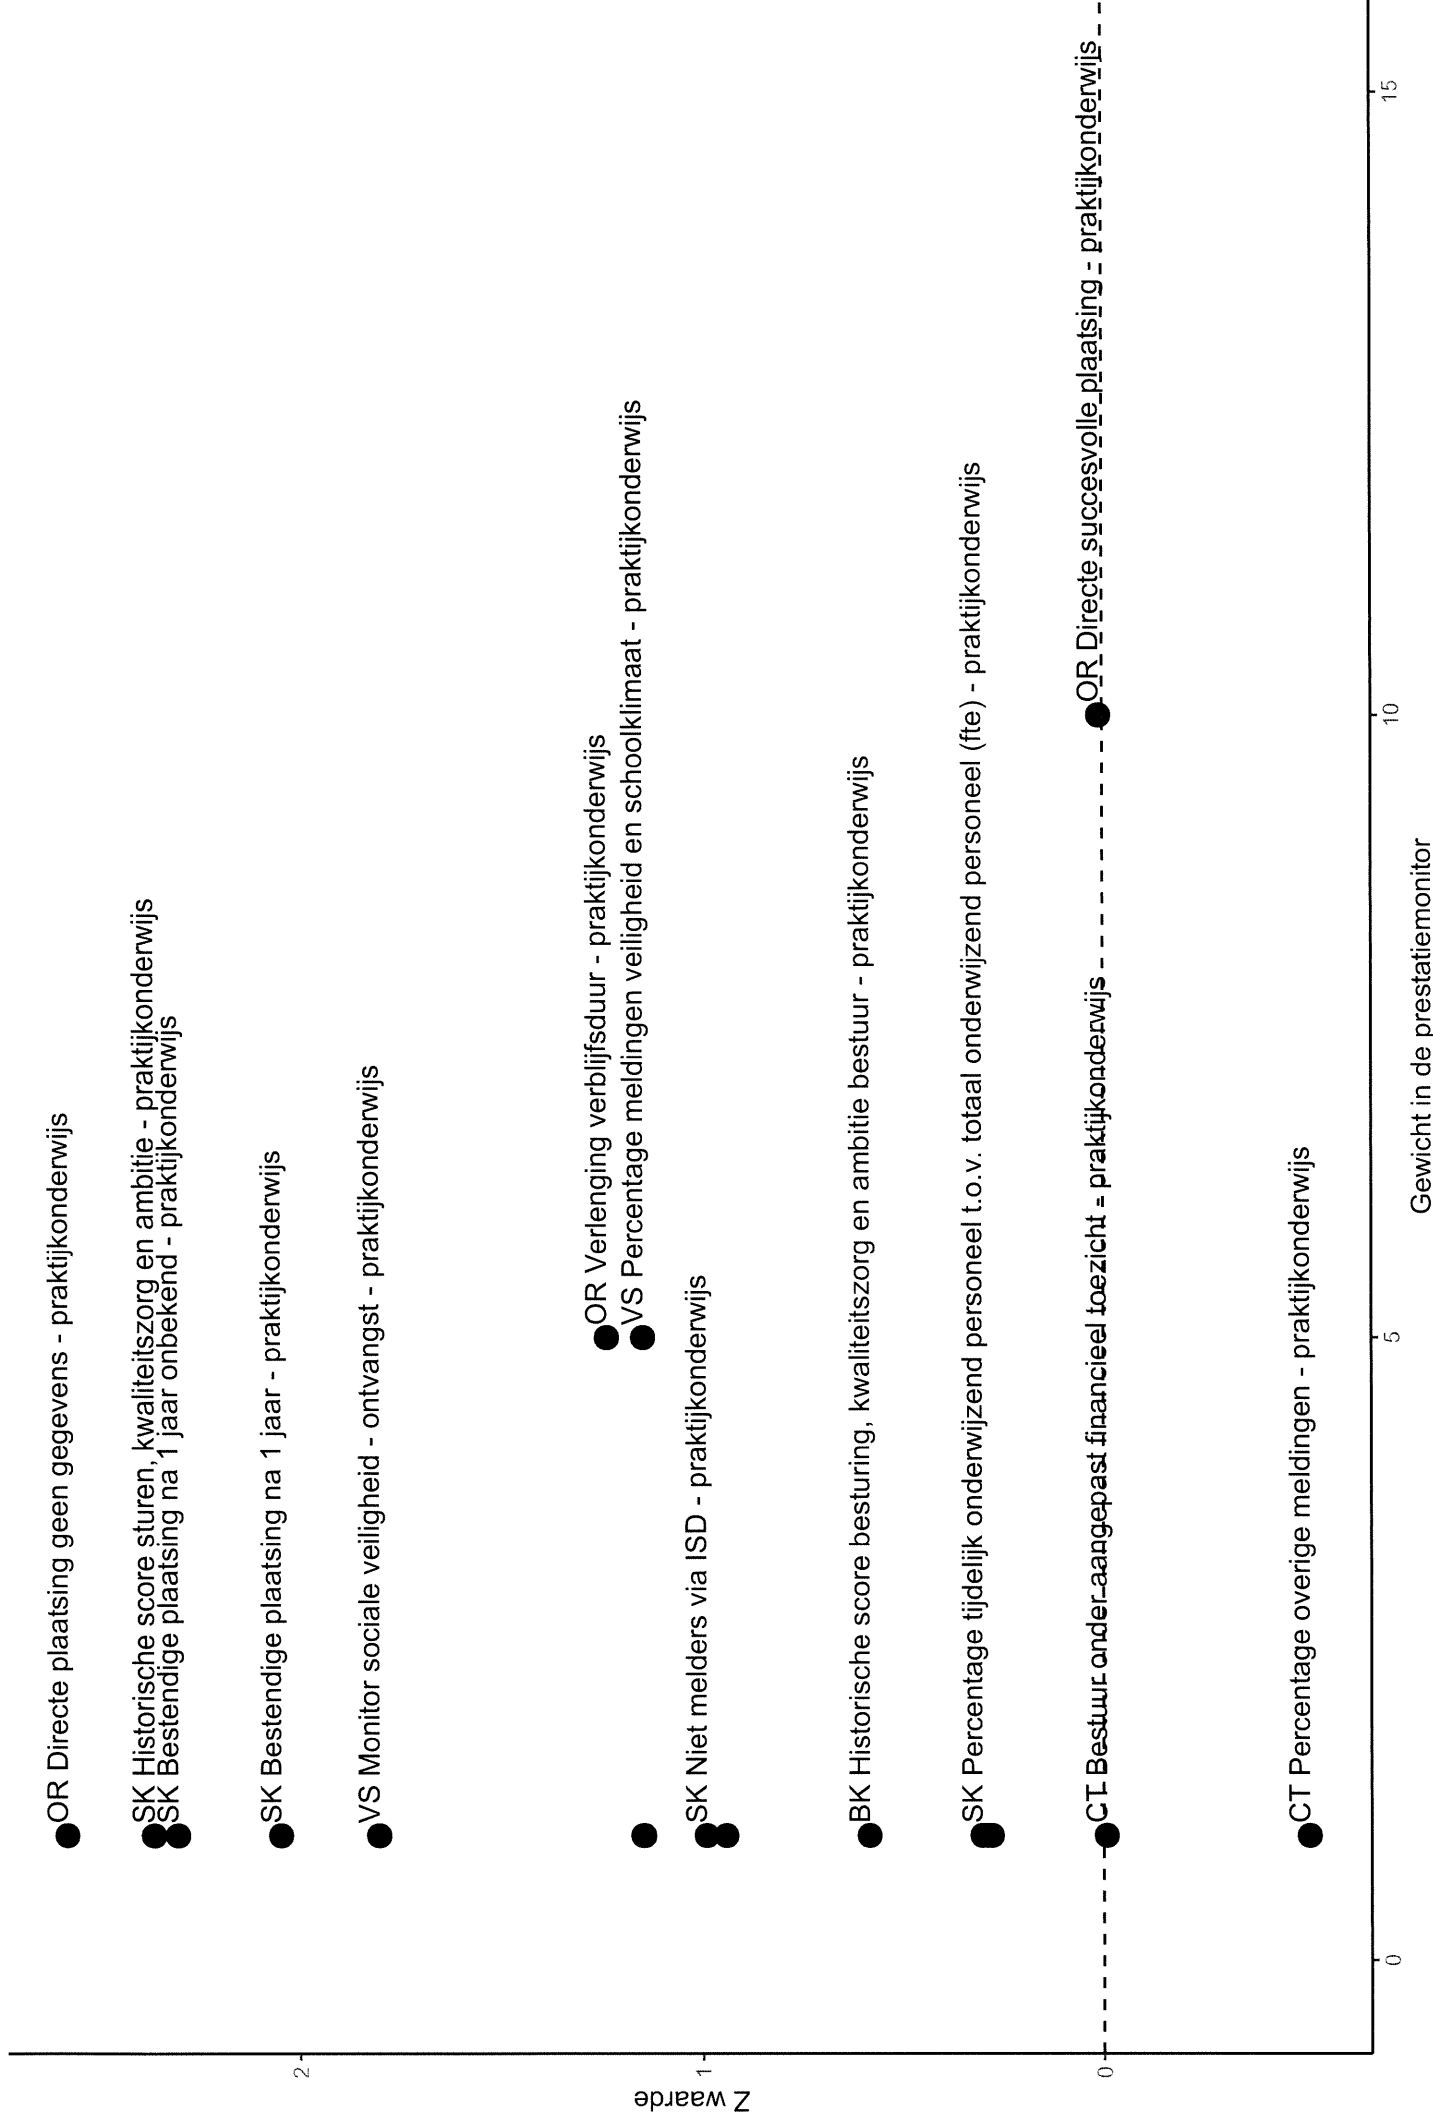 OR Directe plaatsing geen gegevens - praktijkonderwijs
SK Historische score sturen, kwaliteitszorg en ambitie - praktijkonderwijs
SK Bestendige plaatsing na 1 jaar onbekend - praktijkonderwijs
SK Bestendige plaatsing na 1 jaar - praktijkonderwijs
VS Monitor sociale veiligheid - ontvangst - praktijkonderwijs
OR Verlenging verblijfsduur - praktijkonderwijs
VS Percentage meldingen veiligheid en schoolklimaat - praktijkonderwijs
SK Niet melders via ISD - praktijkonderwijs
BK Historische score besturing, kwaliteitszorg en ambitie bestuur - praktijkonderwijs
SK Percentage tijdelijk onderwijzend personeel t.o.v. totaal onderwijzend personeel (fte) - praktijkonderwijs
OR Directe succesvolle plaatsing - praktijkonderwijs
CT Bestuur onder aangepast financieel toezicht - praktijkonderwijs
CT Percentage overige meldingen - praktijkonderwijs
2
1
0
Z waarde
0
5
10
15
Gewicht in de prestatiemonitor